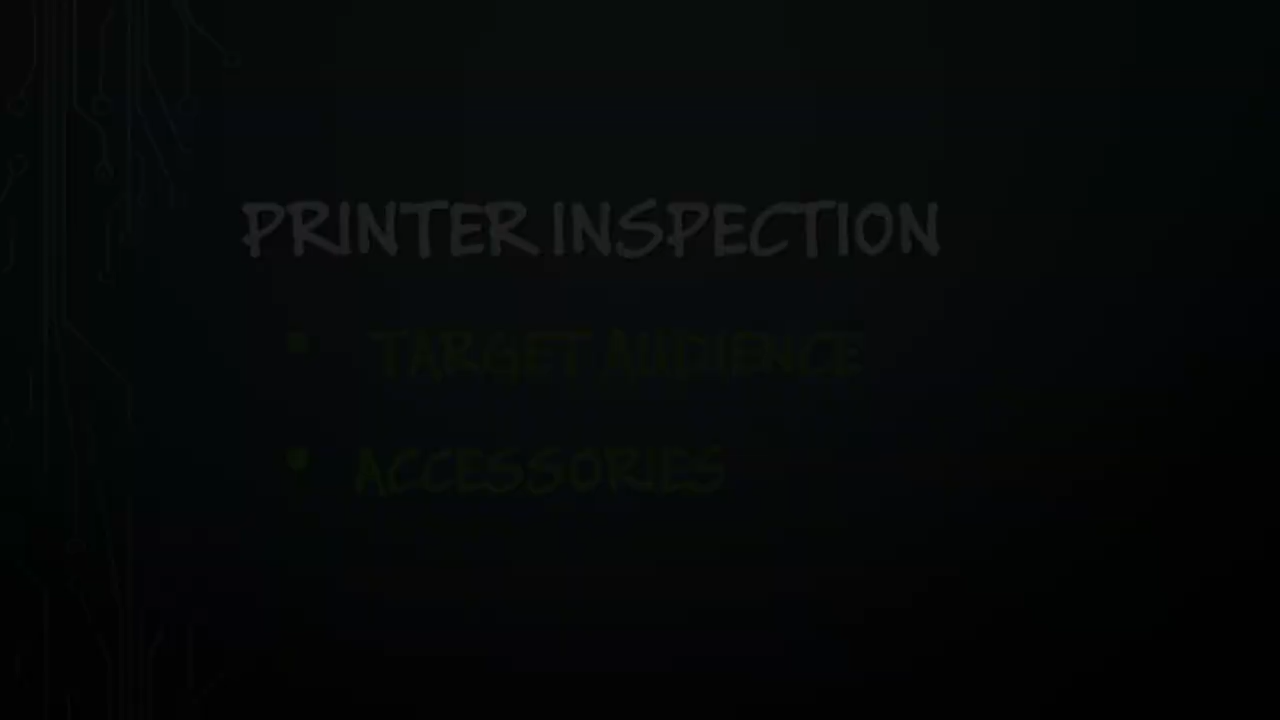 PRINTER INSPECTION
• TARGET AUDIENCE
• ACCESSORIES